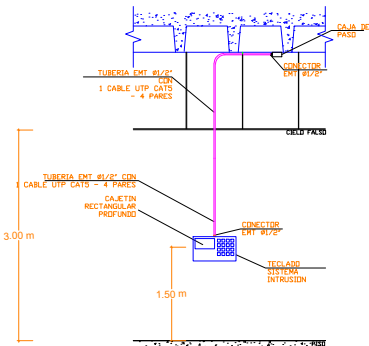 CAJA DE
PASO
CONECTOR
EMT Ø1/2"
TUBERIA EMT Ø1/2"
CON
1 CABLE UTP CAT5
- 4 PARES
CIELO FALSO
TUBERIA EMT Ø1/2" CON
1 CABLE UTP CAT5 - 4 PARES
CAJETIN
RECTANGULAR
PROFUNDO
CONECTOR
EMT Ø1/2"
3.00 m
TECLADO
SISTEMA
INTRUSION
1.50 m
PISO